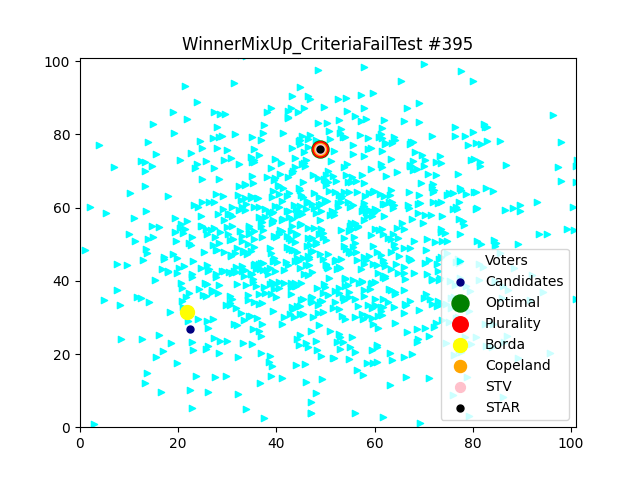 WinnerMixUp_CriteriaFailTest #395
100
80
60
40
20
0
0
20
40
60
80
100
Voters
Candidates
Optimal
Plurality
Borda
Copeland
STV
STAR